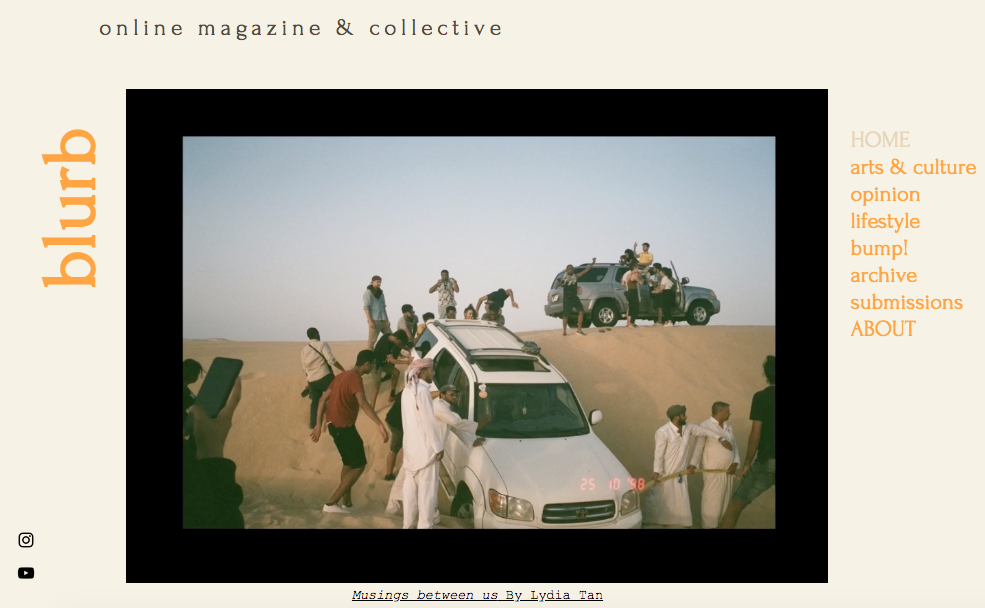 online magazine & collective
blurb
HOME
arts & culture
opinion
lifestyle
bump!
archive
submissions
ABOUT
25 10 '98
Musings between us By Lydia Tan